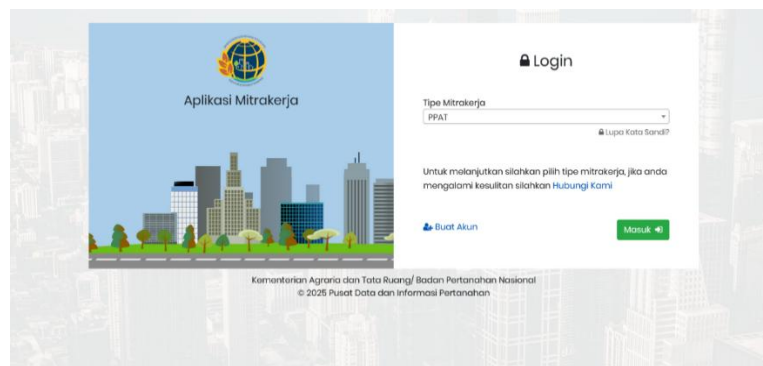 Aplikasi Mitrakerja
Login
Tipe Mitrakerja
PPAT
Lupa Kata Sandi?
Untuk melanjutkan silahkan pilih tipe mitrakerja, jika anda
mengalami kesulitan silahkan Hubungi Kami
Buat Akun
Masuk
Kementerian Agraria dan Tata Ruang/ Badan Pertanahan Nasional
© 2025 Pusat Data dan Informasi Pertanahan